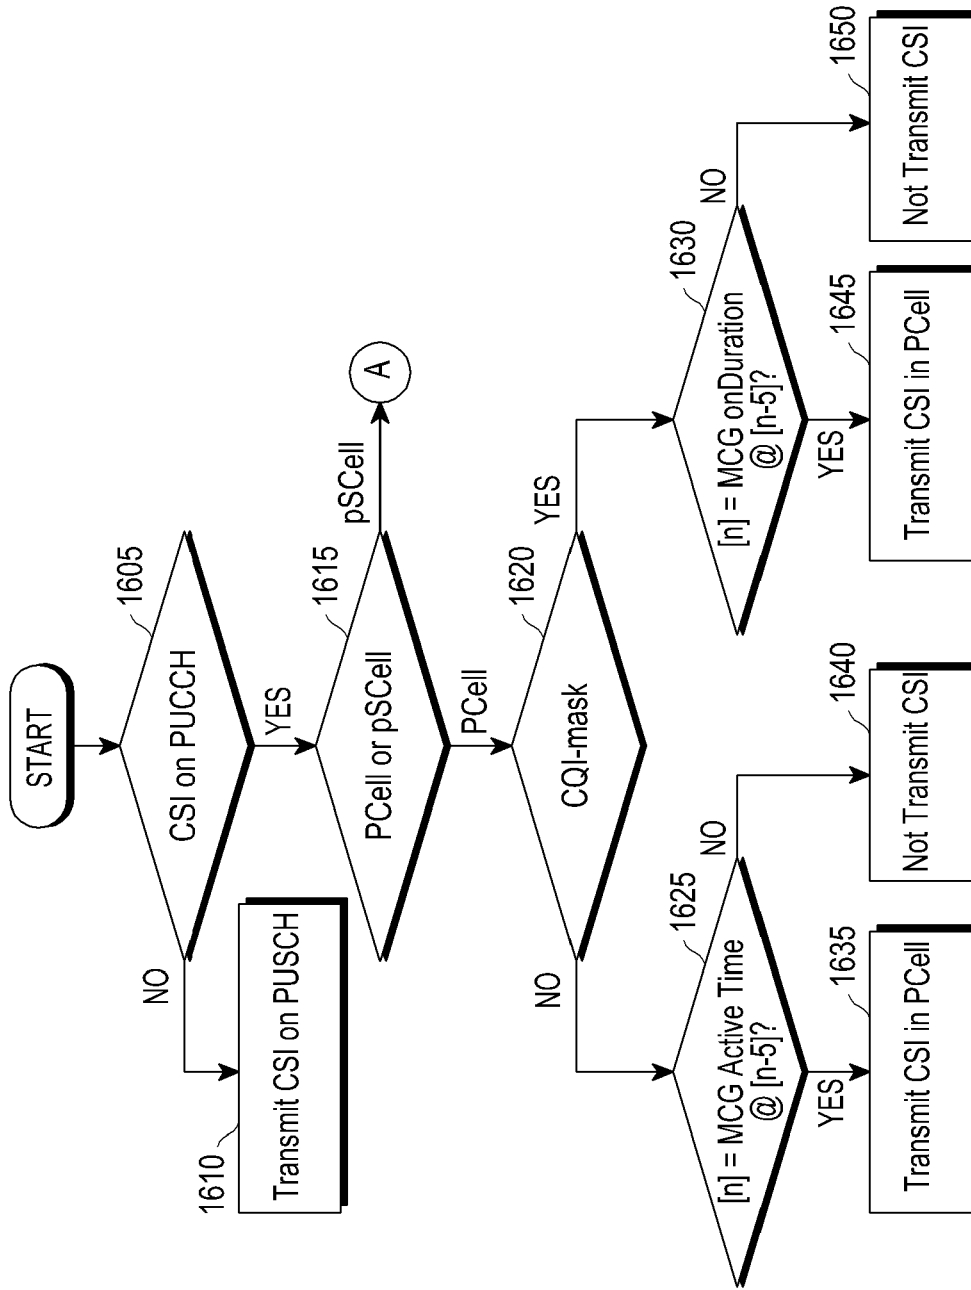 START
1605
CSI on PUCCH
NO
YES
1610
Transmit CSI on PUSCH
1615
PCell or pSCell
pSCell
A
PCell
1620
CQI-mask
NO
YES
1625
[n] = MCG Active Time
@ [n-5]?
NO
YES
1630
[n] = MCG onDuration
@ [n-5]?
NO
YES
1635
Transmit CSI in PCell
1640
Not Transmit CSI
1645
Transmit CSI in PCell
1650
Not Transmit CSI